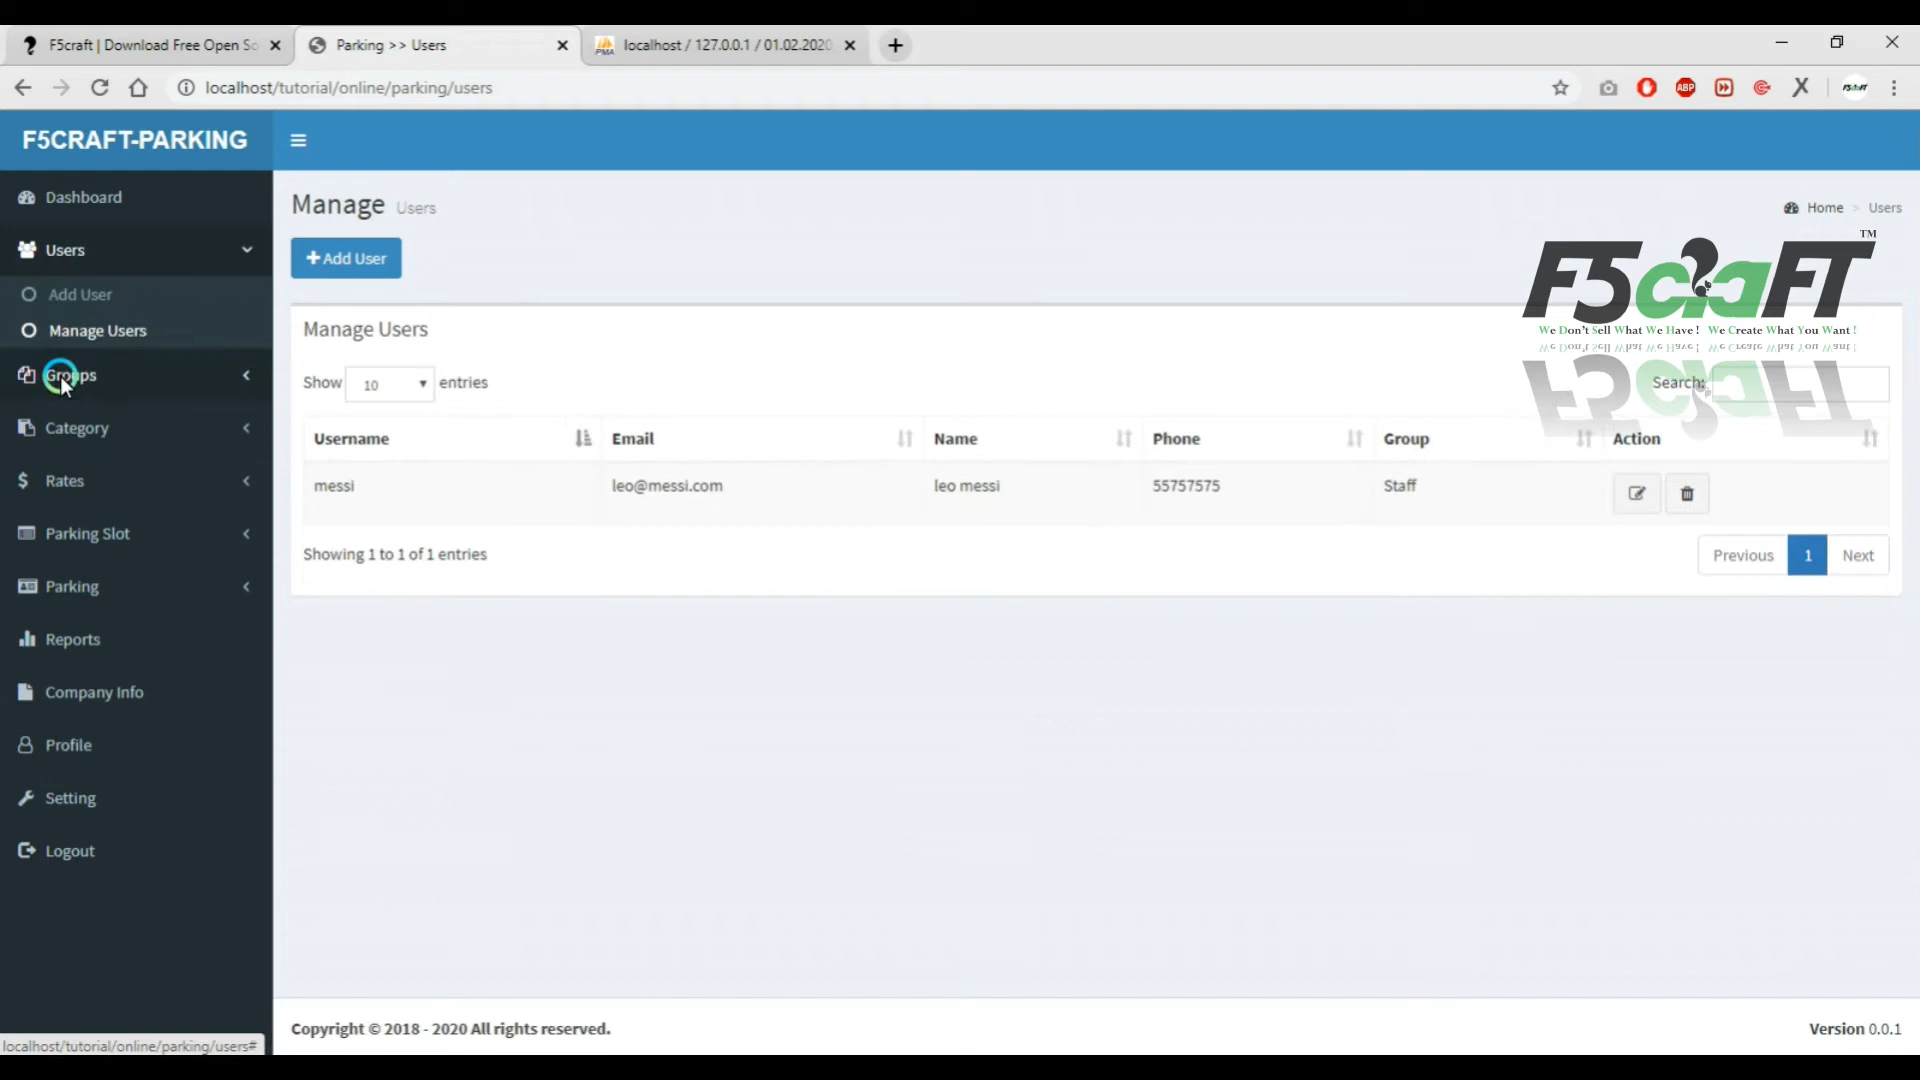 F5craft | Download Free Open So
Parking >> Users
localhost / 127.0.0.1 / 01.02.2020
localhost/tutorial/online/parking/users
ABP
F5CRAFT-PARKING
Dashboard
Users
Add User
Manage Users
Groups
Category
Rates
Parking Slot
Parking
Reports
Company Info
Profile
Setting
Logout
localhost/tutorial/online/parking/users#
Manage Users
Home > Users
+ Add User
F5craFT TM
We Don't Sell What We Have! We Create What You Want!
Manage Users
Show 10 entries
Search:
Username Email Name Phone Group Action
messi leo@messi.com leo messi 55757575 Staff
Showing 1 to 1 of 1 entries
Previous 1 Next
Copyright © 2018 - 2020 All rights reserved.
Version 0.0.1